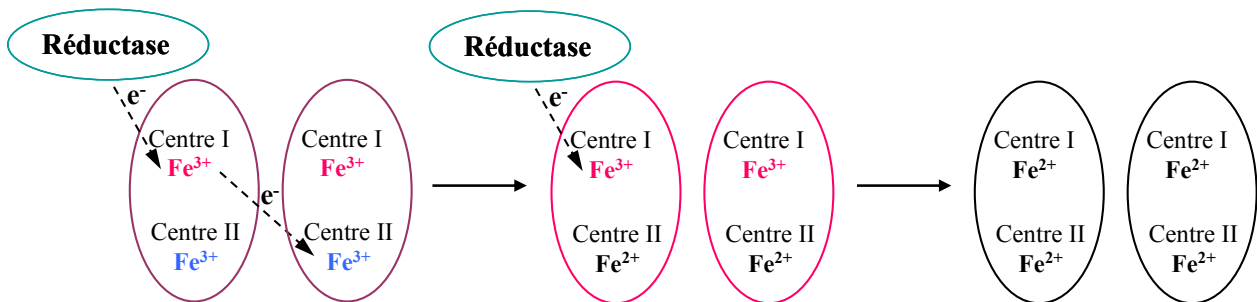 Réductase
e-
Centre I
Fe3+
e-
Centre II
Fe3+
Centre I
Fe3+
Centre II
Fe3+
Réductase
e-
Centre I
Fe3+
Centre II
Fe2+
Centre I
Fe3+
Centre II
Fe2+
Centre I
Fe2+
Centre II
Fe2+
Centre I
Fe2+
Centre II
Fe2+